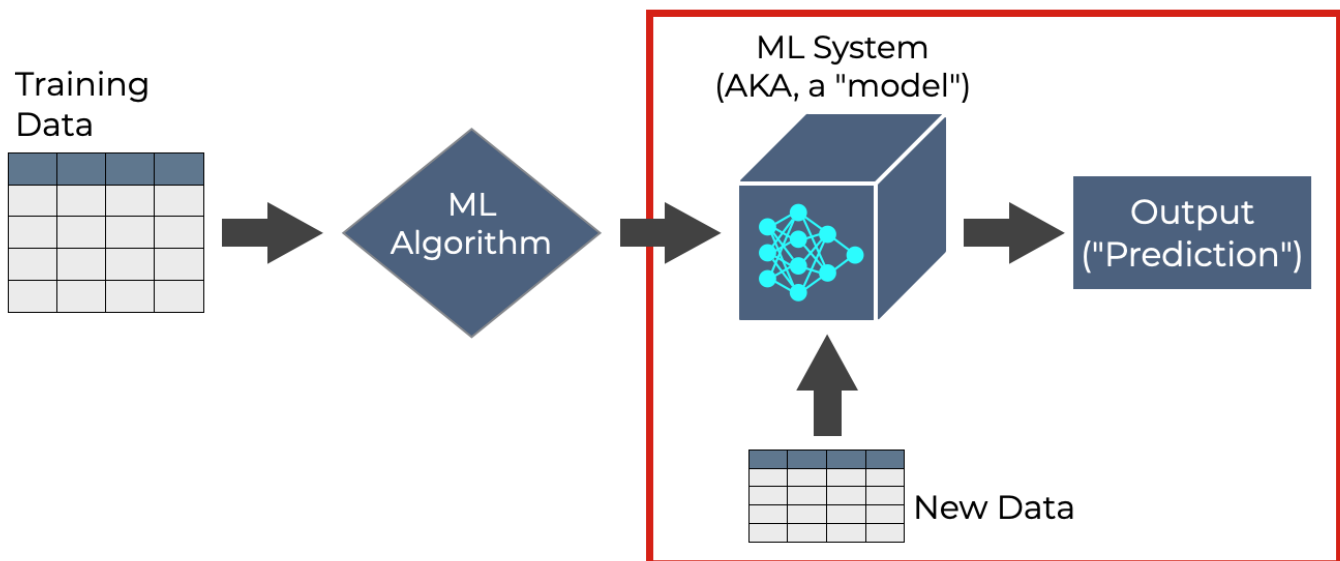 Training
Data
ML
Algorithm
ML System
(AKA, a "model")
Output
("Prediction")
New Data